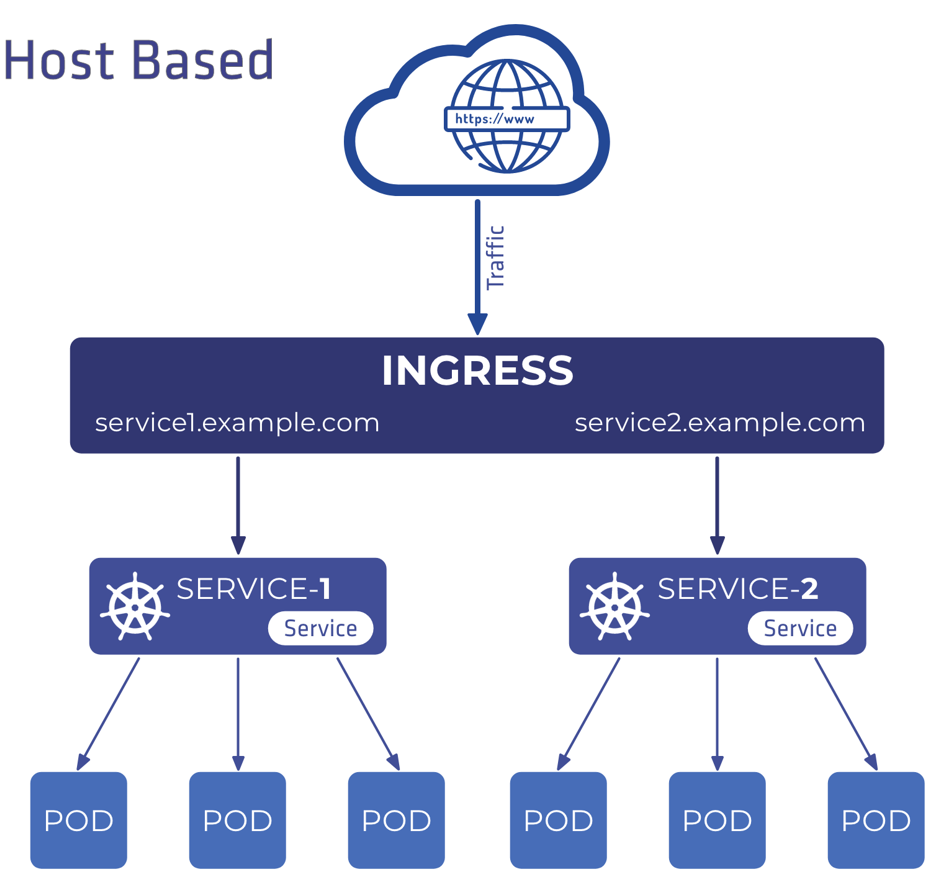 Host Based
https://www
Traffic
INGRESS
service1.example.com
service2.example.com
SERVICE-1
Service
SERVICE-2
Service
POD
POD
POD
POD
POD
POD